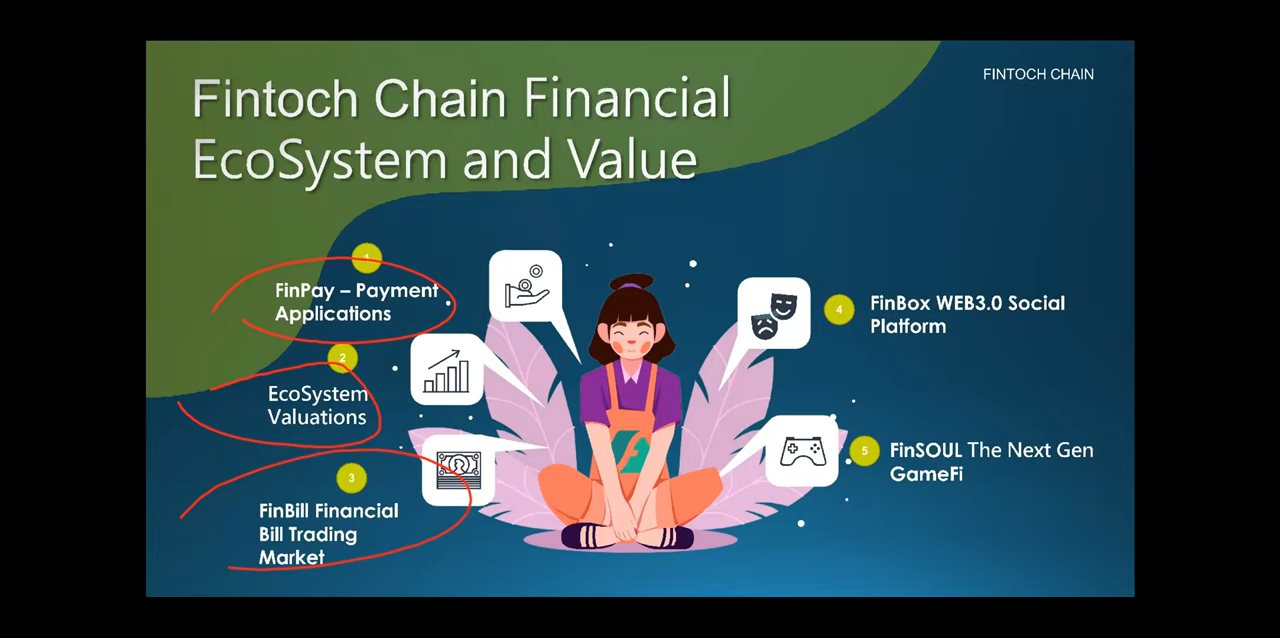 FINTOCH CHAIN
Fintoch Chain Financial
EcoSystem and Value
1
FinPay – Payment
Applications
2
EcoSystem
Valuations
3
FinBill Financial
Bill Trading
Market
4
FinBox WEB3.0 Social
Platform
5
FinSOUL The Next Gen
GameFi